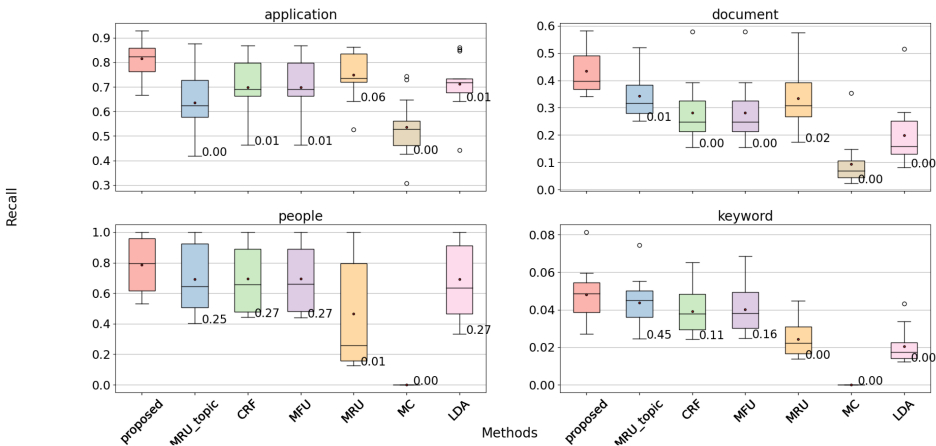 application
document
0.9
0.8
0.7
0.6
0.5
0.4
0.3
0.00
0.01
0.01
0.06
0.00
0.01
0.6
0.5
0.4
0.3
0.2
0.1
0.0
0.01
0.00
0.00
0.02
0.00
0.00
Recall
people
keyword
1.0
0.8
0.6
0.4
0.2
0.0
0.25
0.27
0.27
0.01
0.00
0.27
0.08
0.06
0.04
0.02
0.00
0.45
0.11
0.16
0.00
0.00
0.00
proposed
MRU_topic
CRF
MFU
MRU
MC
LDA
proposed
MRU_topic
CRF
MFU
MRU
MC
LDA
Methods